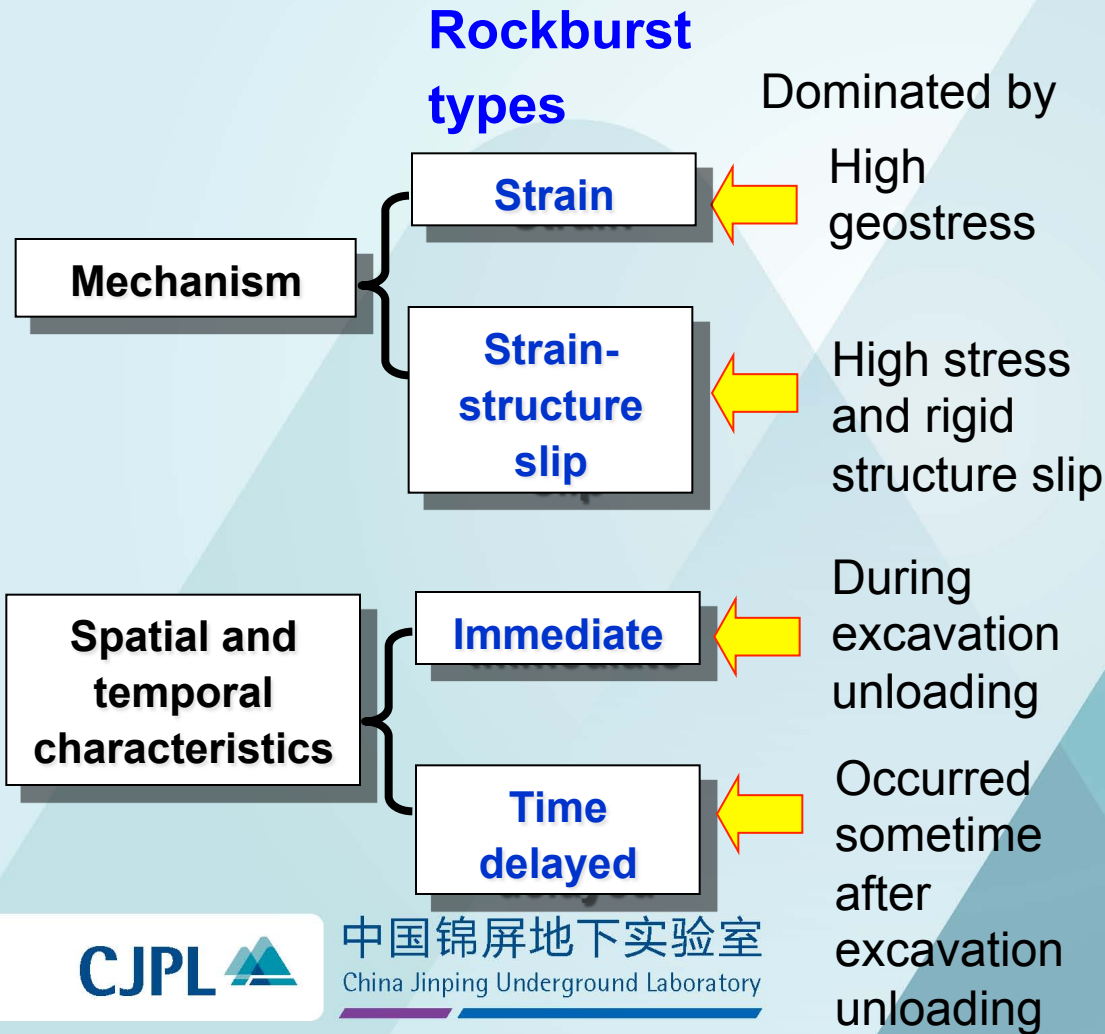 Rockburst
types
Dominated by
Mechanism
Strain
High
geostress
Strain-
structure
slip
High stress
and rigid
structure slip
Spatial and
temporal
characteristics
Immediate
During
excavation
unloading
Time
delayed
Occurred
sometime
after
excavation
unloading
CJPL
中国锦屏地下实验室
China Jinping Underground Laboratory